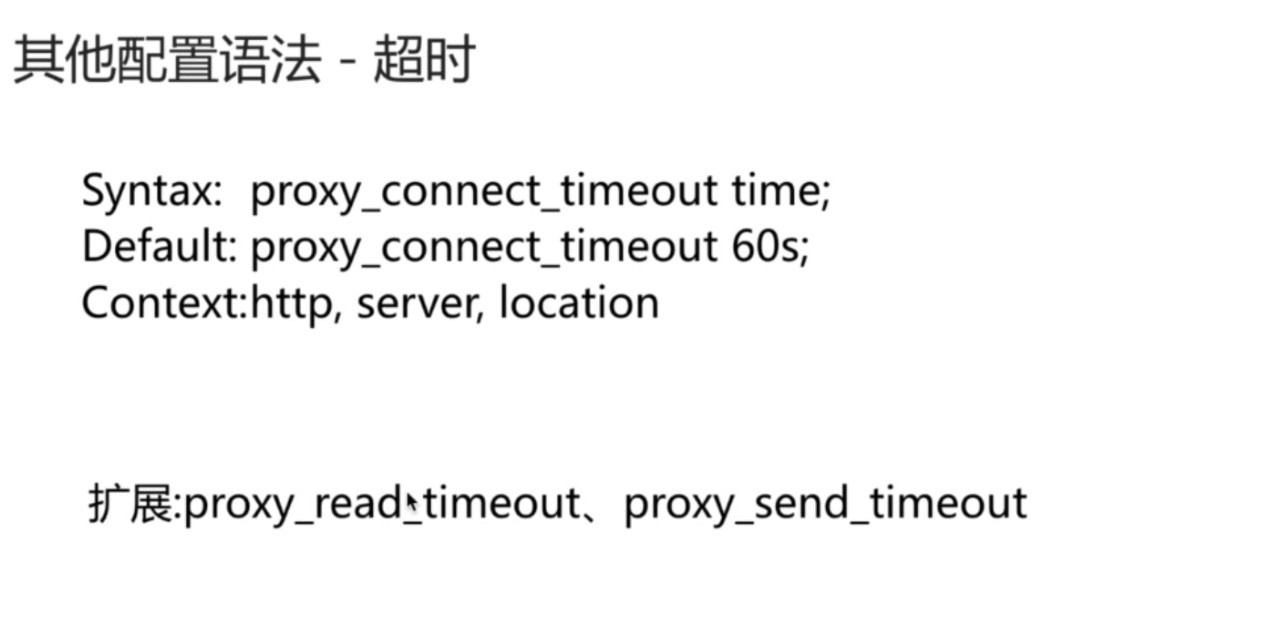 其他配置语法 - 超时
Syntax: proxy_connect_timeout time;
Default: proxy_connect_timeout 60s;
Context:http, server, location
扩展:proxy_read_timeout、proxy_send_timeout